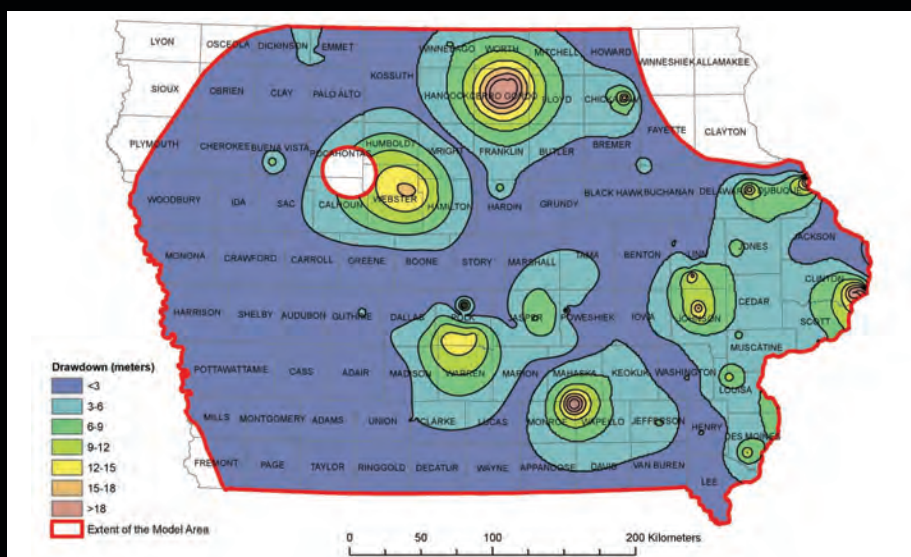 LYON OSCEOLA DICKINSON EMMET WINNEBAGO WORTH MITCHELL HOWARD
WINNESHIEK ALLAMAKEE
KOSSUTH
SIOUX OBRIEN CLAY PALO ALTO HANCOCK CERRO GORDO FLOYD CHICKASAW
FAYETTE CLAYTON
PLYMOUTH CHEROKEE BUENA VISTA POCAHONTAS HUMBOLDT WRIGHT FRANKLIN BUTLER BREMER
WOODBURY IDA SAC CALHOUN WEBSTER HAMILTON HARDIN GRUNDY BLACK HAWK BUCHANAN DELAWARE DUBUQUE
JACKSON
MONONA CRAWFORD CARROLL GREENE BOONE STORY MARSHALL TAMA BENTON LINN JONES
CLINTON
CEDAR
HARRISON SHELBY AUDUBON GUTHRIE DALLAS POLK JASPER POWESHIEK IOWA JOHNSON SCOTT
MUSCATINE
POTTAWATTAMIE CASS ADAIR MADISON WARREN MARION MAHASKA KEOKUK WASHINGTON
LOUISA
MILLS MONTGOMERY ADAMS UNION CLARKE LUCAS MONROE WAPELLO JEFFERSON HENRY
DES MOINES
FREMONT PAGE TAYLOR RINGGOLD DECATUR WAYNE APPANOOSE DAVIS VAN BUREN
LEE
Drawdown (meters)
<3
3-6
6-9
9-12
12-15
15-18
>18
Extent of the Model Area
0 50 100 200 Kilometers